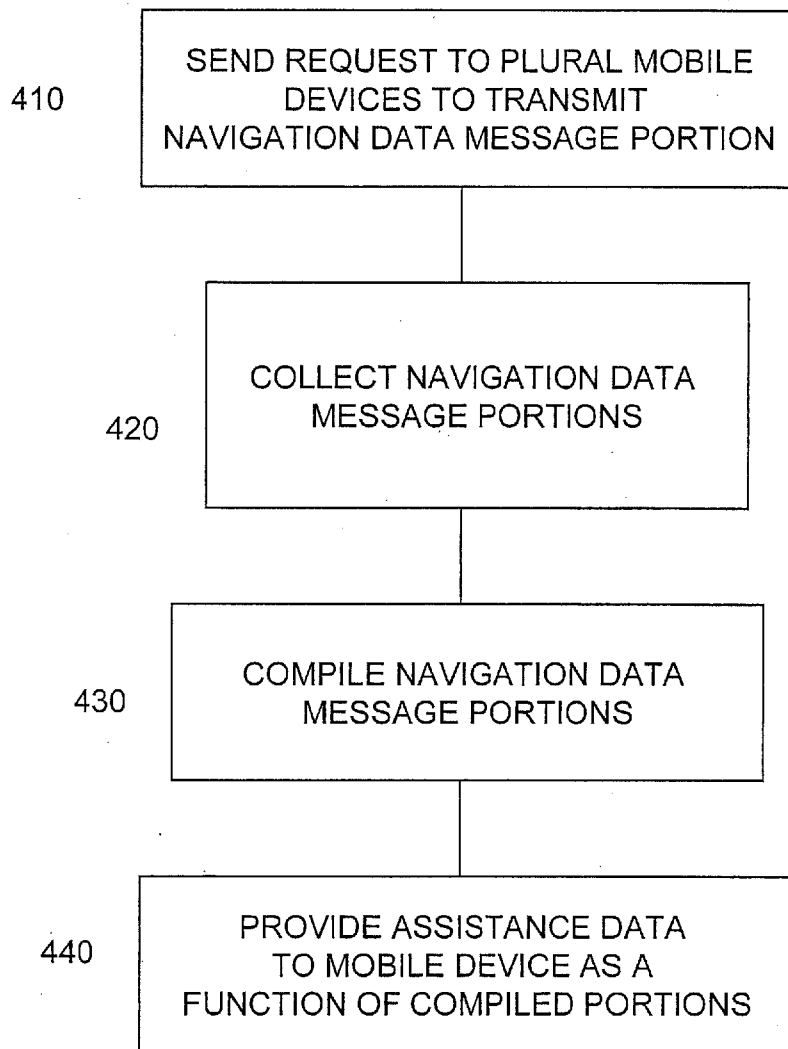 410
SEND REQUEST TO PLURAL MOBILE
DEVICES TO TRANSMIT
NAVIGATION DATA MESSAGE PORTION
420
COLLECT NAVIGATION DATA
MESSAGE PORTIONS
430
COMPILE NAVIGATION DATA
MESSAGE PORTIONS
440
PROVIDE ASSISTANCE DATA
TO MOBILE DEVICE AS A
FUNCTION OF COMPILED PORTIONS